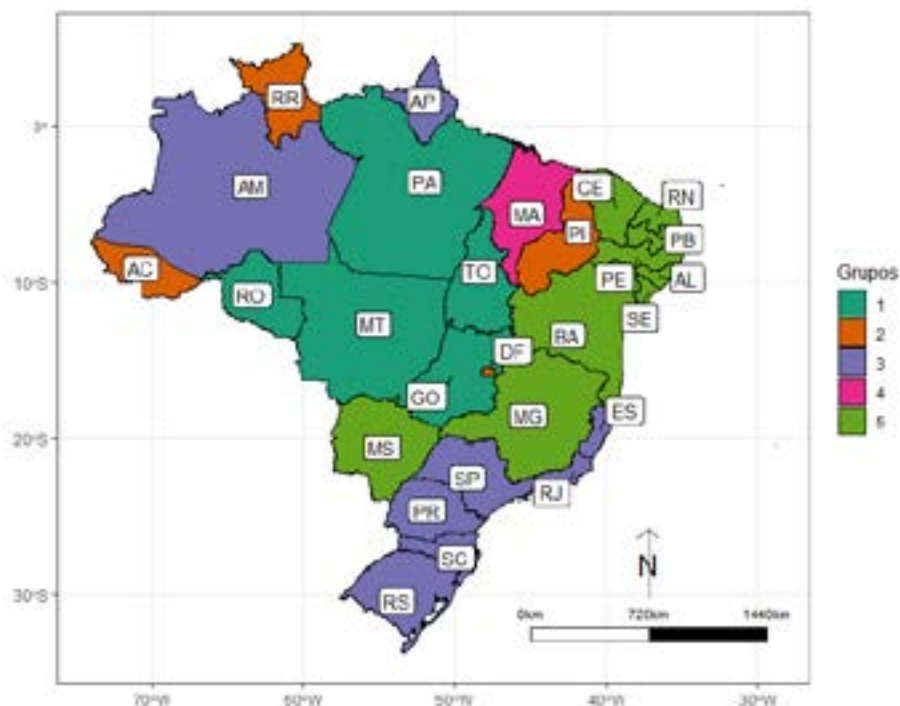 RR
AP
0°
AM
PA
CE
RN
MA
PI
PB
AC
TO
PE
AL
10°S
RO
MT
BA
SE
DF
GO
MG
ES
20°S
MS
SP
RJ
PR
SC
N
30°S
RS
0km 720km 1440km
70°W 60°W 50°W 40°W 30°W
Grupos
1
2
3
4
5